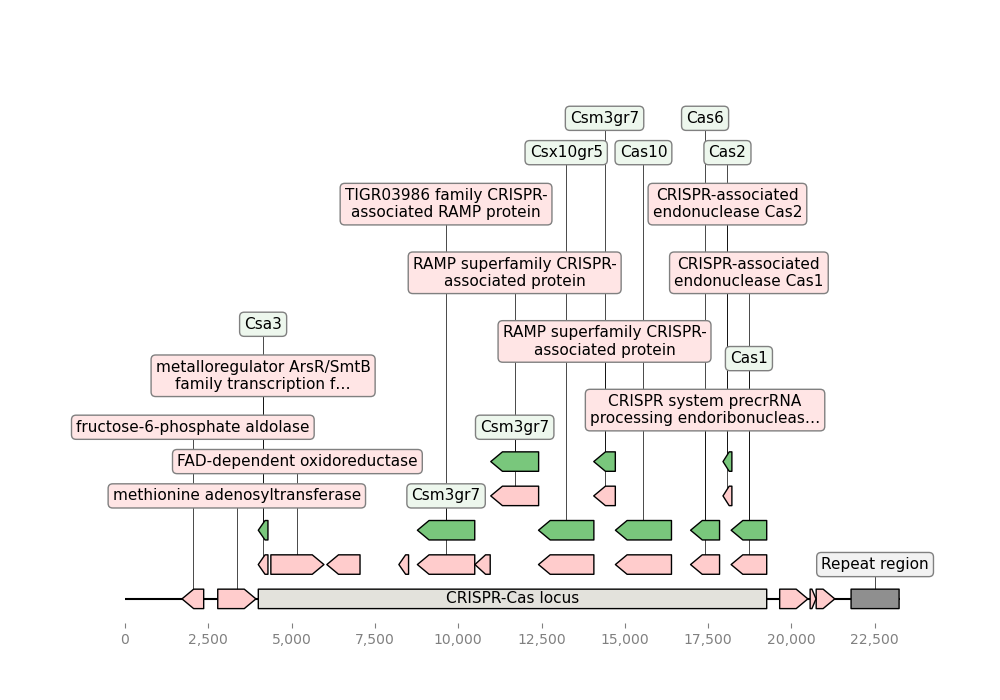 Csm3gr7
Cas6
Csx10gr5
Cas10
Cas2
TIGR03986 family CRISPR-
associated RAMP protein
CRISPR-associated
endonuclease Cas2
RAMP superfamily CRISPR-
associated protein
CRISPR-associated
endonuclease Cas1
Csa3
RAMP superfamily CRISPR-
associated protein
Cas1
metalloregulator ArsR/SmtB
family transcription f...
CRISPR system precrRNA
processing endoribonucleas...
fructose-6-phosphate aldolase
Csm3gr7
FAD-dependent oxidoreductase
methionine adenosyltransferase
Csm3gr7
Repeat region
CRISPR-Cas locus
0
2,500
5,000
7,500
10,000
12,500
15,000
17,500
20,000
22,500